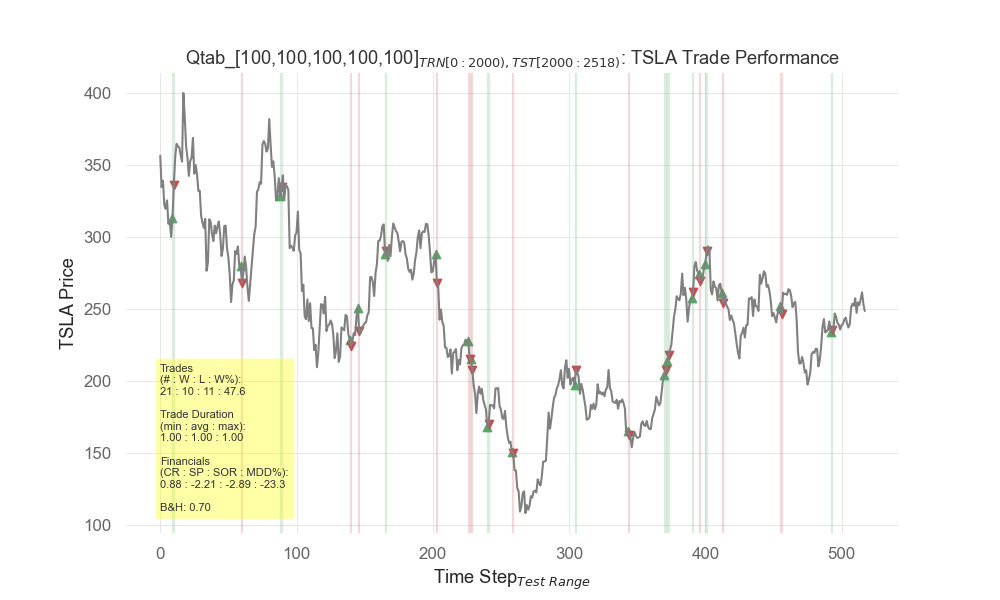 Qtab_[100,100,100,100,100]TRN[0 : 2000), TST[2000 : 2518): TSLA Trade Performance
400
350
300
250
200
150
100
TSLA Price
Trades
(# : W : L : W%):
21 : 10 : 11 : 47.6
Trade Duration
(min : avg : max):
1.00 : 1.00 : 1.00
Financials
(CR : SP : SOR : MDD%):
0.88 : -2.21 : -2.89 : -23.3
B&H: 0.70
0 100 200 300 400 500
Time StepTest Range